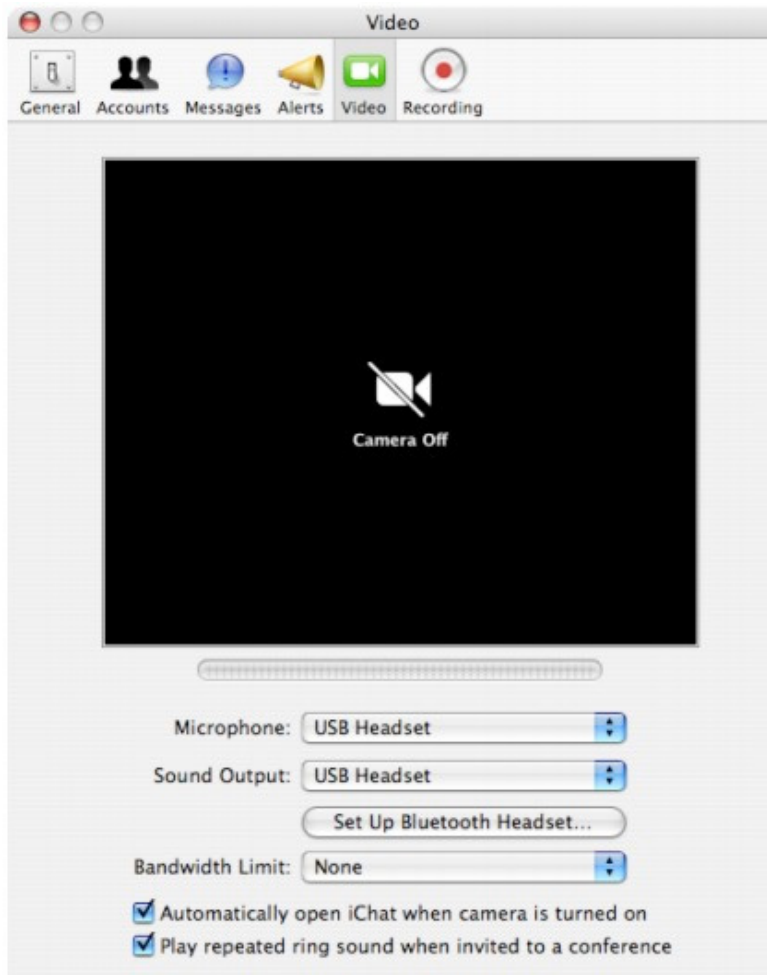 Video
General Accounts Messages Alerts Video Recording
Camera Off
Microphone: USB Headset
Sound Output: USB Headset
Set Up Bluetooth Headset...
Bandwidth Limit: None
Automatically open iChat when camera is turned on
Play repeated ring sound when invited to a conference